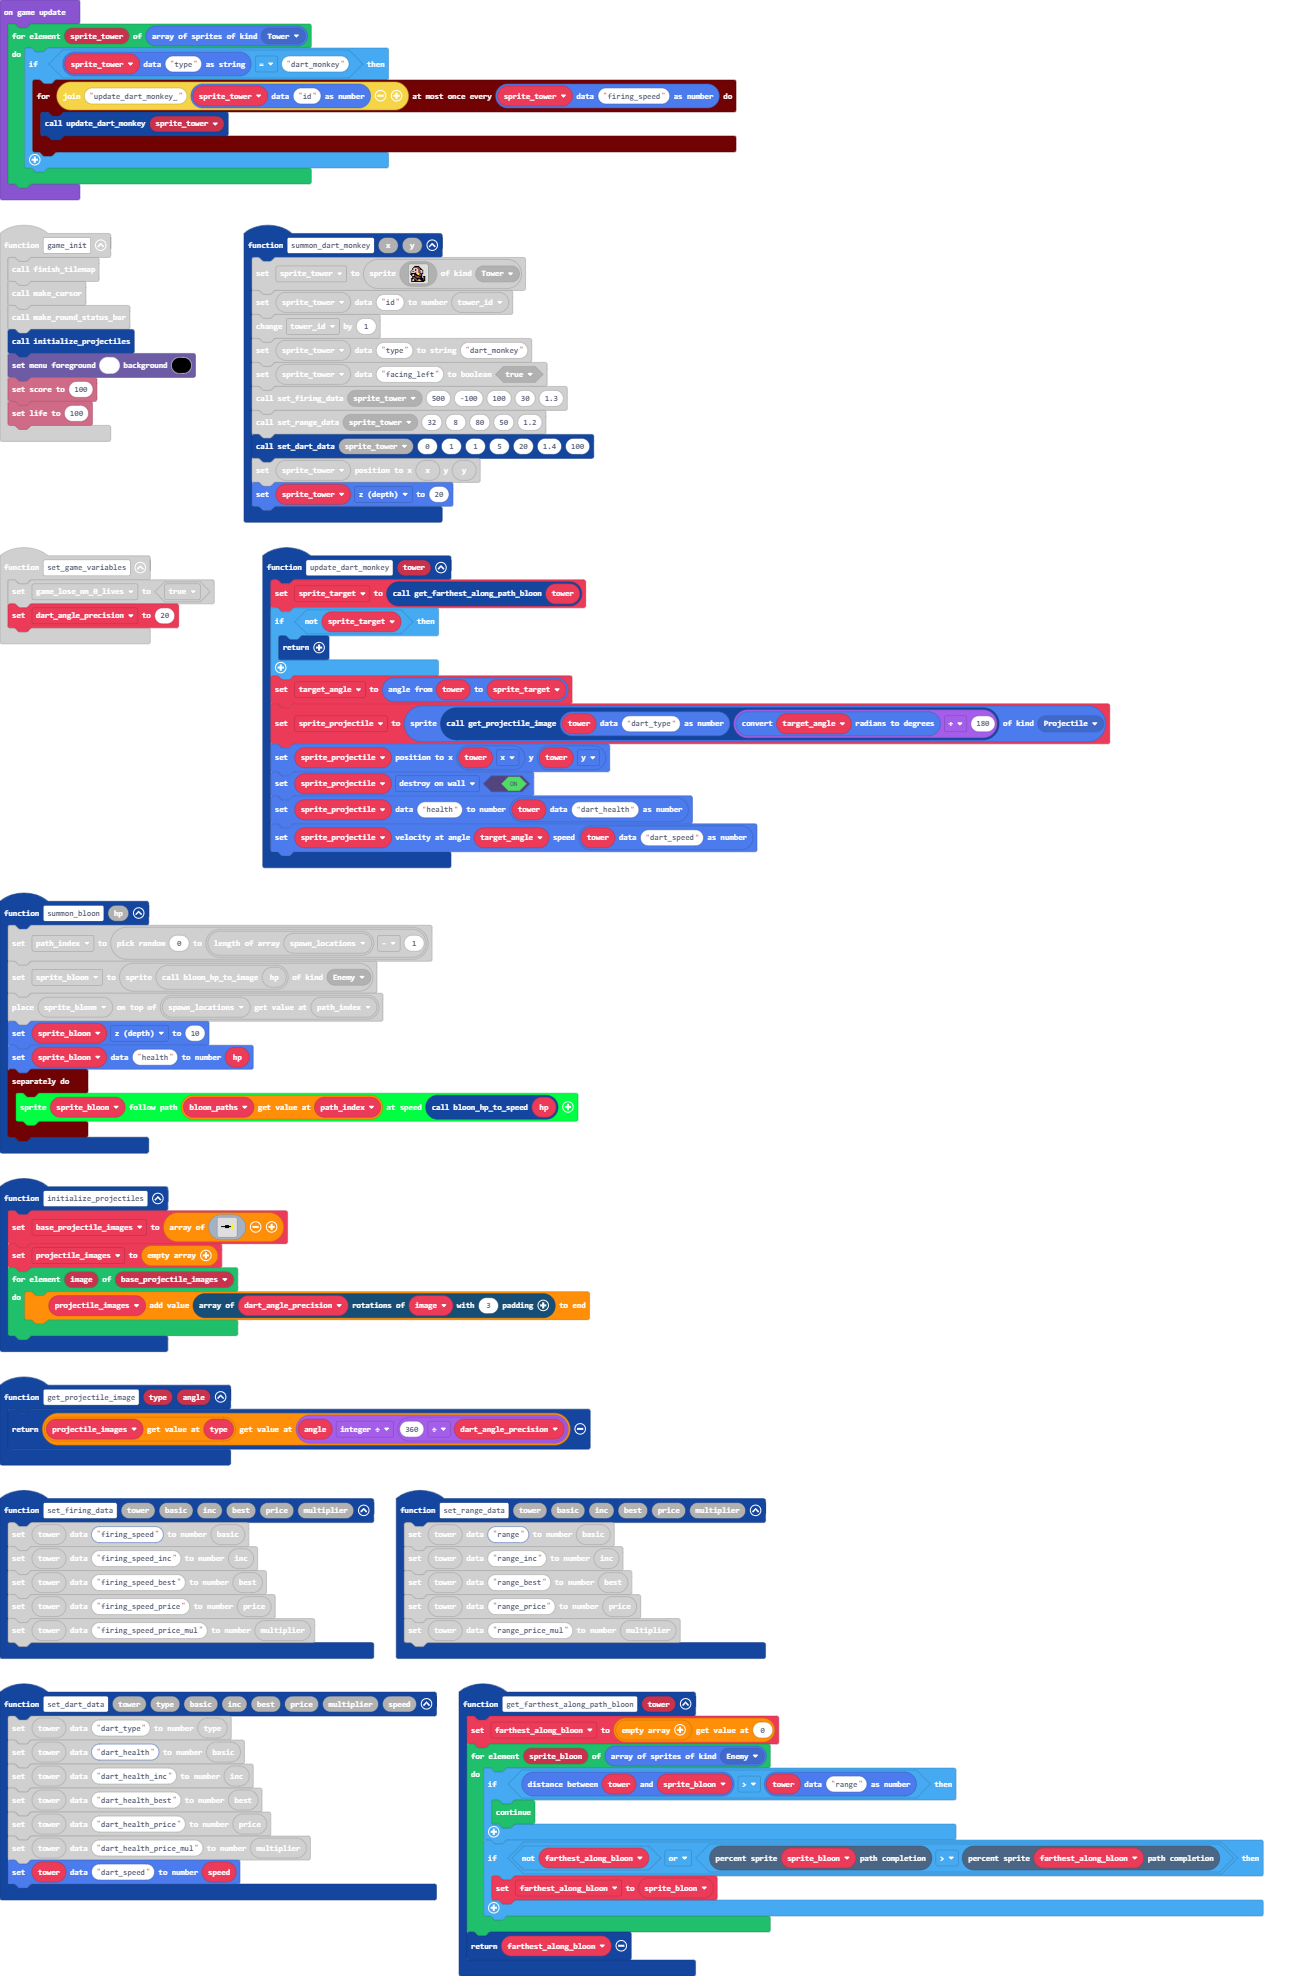 on game update
for element sprite_tower of array of sprites of kind Tower
do
if sprite_tower data "type" as string = "dart_monkey" then
for join "update_dart_monkey_" sprite_tower data "id" as number at most once every sprite_tower data "firing_speed" as number do
call update_dart_monkey sprite_tower
function game_init
call finish_tilemap
call make_cursor
call make_round_status_bar
call initialize_projectiles
set menu foreground background
set score to 100
set life to 100
function summon_dart_monkey x y
set sprite_tower to sprite of kind Tower
set sprite_tower data "id" to number tower_id
change tower_id by 1
set sprite_tower data "type" to string "dart_monkey"
set sprite_tower data "facing_left" to boolean true
call set_firing_data sprite_tower 500 -100 100 30 1.3
call set_range_data sprite_tower 32 8 80 50 1.2
call set_dart_data sprite_tower 0 1 1 5 20 1.4 100
set sprite_tower position to x x y y
set sprite_tower z (depth) to 20
function set_game_variables
set game_lose_on_0_lives to true
set dart_angle_precision to 20
function update_dart_monkey tower
set sprite_target to call get_farthest_along_path_bloon tower
if not sprite_target then
return
set target_angle to angle from tower to sprite_target
set sprite_projectile to sprite call get_projectile_image tower data "dart_type" as number convert target_angle radians to degrees + 180 of kind Projectile
set sprite_projectile position to x tower x y tower y
set sprite_projectile destroy on wall ON
set sprite_projectile data "health" to number tower data "dart_health" as number
set sprite_projectile velocity at angle target_angle speed tower data "dart_speed" as number
function summon_bloon hp
set path_index to pick random 0 to length of array spawn_locations - 1
set sprite_bloon to sprite call bloon_hp_to_image hp of kind Enemy
place sprite_bloon on top of spawn_locations get value at path_index
set sprite_bloon z (depth) to 10
set sprite_bloon data "health" to number hp
separately do
sprite sprite_bloon follow path bloon_paths get value at path_index at speed call bloon_hp_to_speed hp
function initialize_projectiles
set base_projectile_images to array of
set projectile_images to empty array
for element image of base_projectile_images
do
projectile_images add value array of dart_angle_precision rotations of image with 3 padding to end
function get_projectile_image type angle
return projectile_images get value at type get value at angle integer ÷ 360 ÷ dart_angle_precision
function set_firing_data tower basic inc best price multiplier
set tower data "firing_speed" to number basic
set tower data "firing_speed_inc" to number inc
set tower data "firing_speed_best" to number best
set tower data "firing_speed_price" to number price
set tower data "firing_speed_price_mul" to number multiplier
function set_range_data tower basic inc best price multiplier
set tower data "range" to number basic
set tower data "range_inc" to number inc
set tower data "range_best" to number best
set tower data "range_price" to number price
set tower data "range_price_mul" to number multiplier
function set_dart_data tower type basic inc best price multiplier speed
set tower data "dart_type" to number type
set tower data "dart_health" to number basic
set tower data "dart_health_inc" to number inc
set tower data "dart_health_best" to number best
set tower data "dart_health_price" to number price
set tower data "dart_health_price_mul" to number multiplier
set tower data "dart_speed" to number speed
function get_farthest_along_path_bloon tower
set farthest_along_bloon to empty array get value at 0
for element sprite_bloon of array of sprites of kind Enemy
do
if distance between tower and sprite_bloon > tower data "range" as number then
continue
if not farthest_along_bloon or percent sprite sprite_bloon path completion > percent sprite farthest_along_bloon path completion then
set farthest_along_bloon to sprite_bloon
return farthest_along_bloon